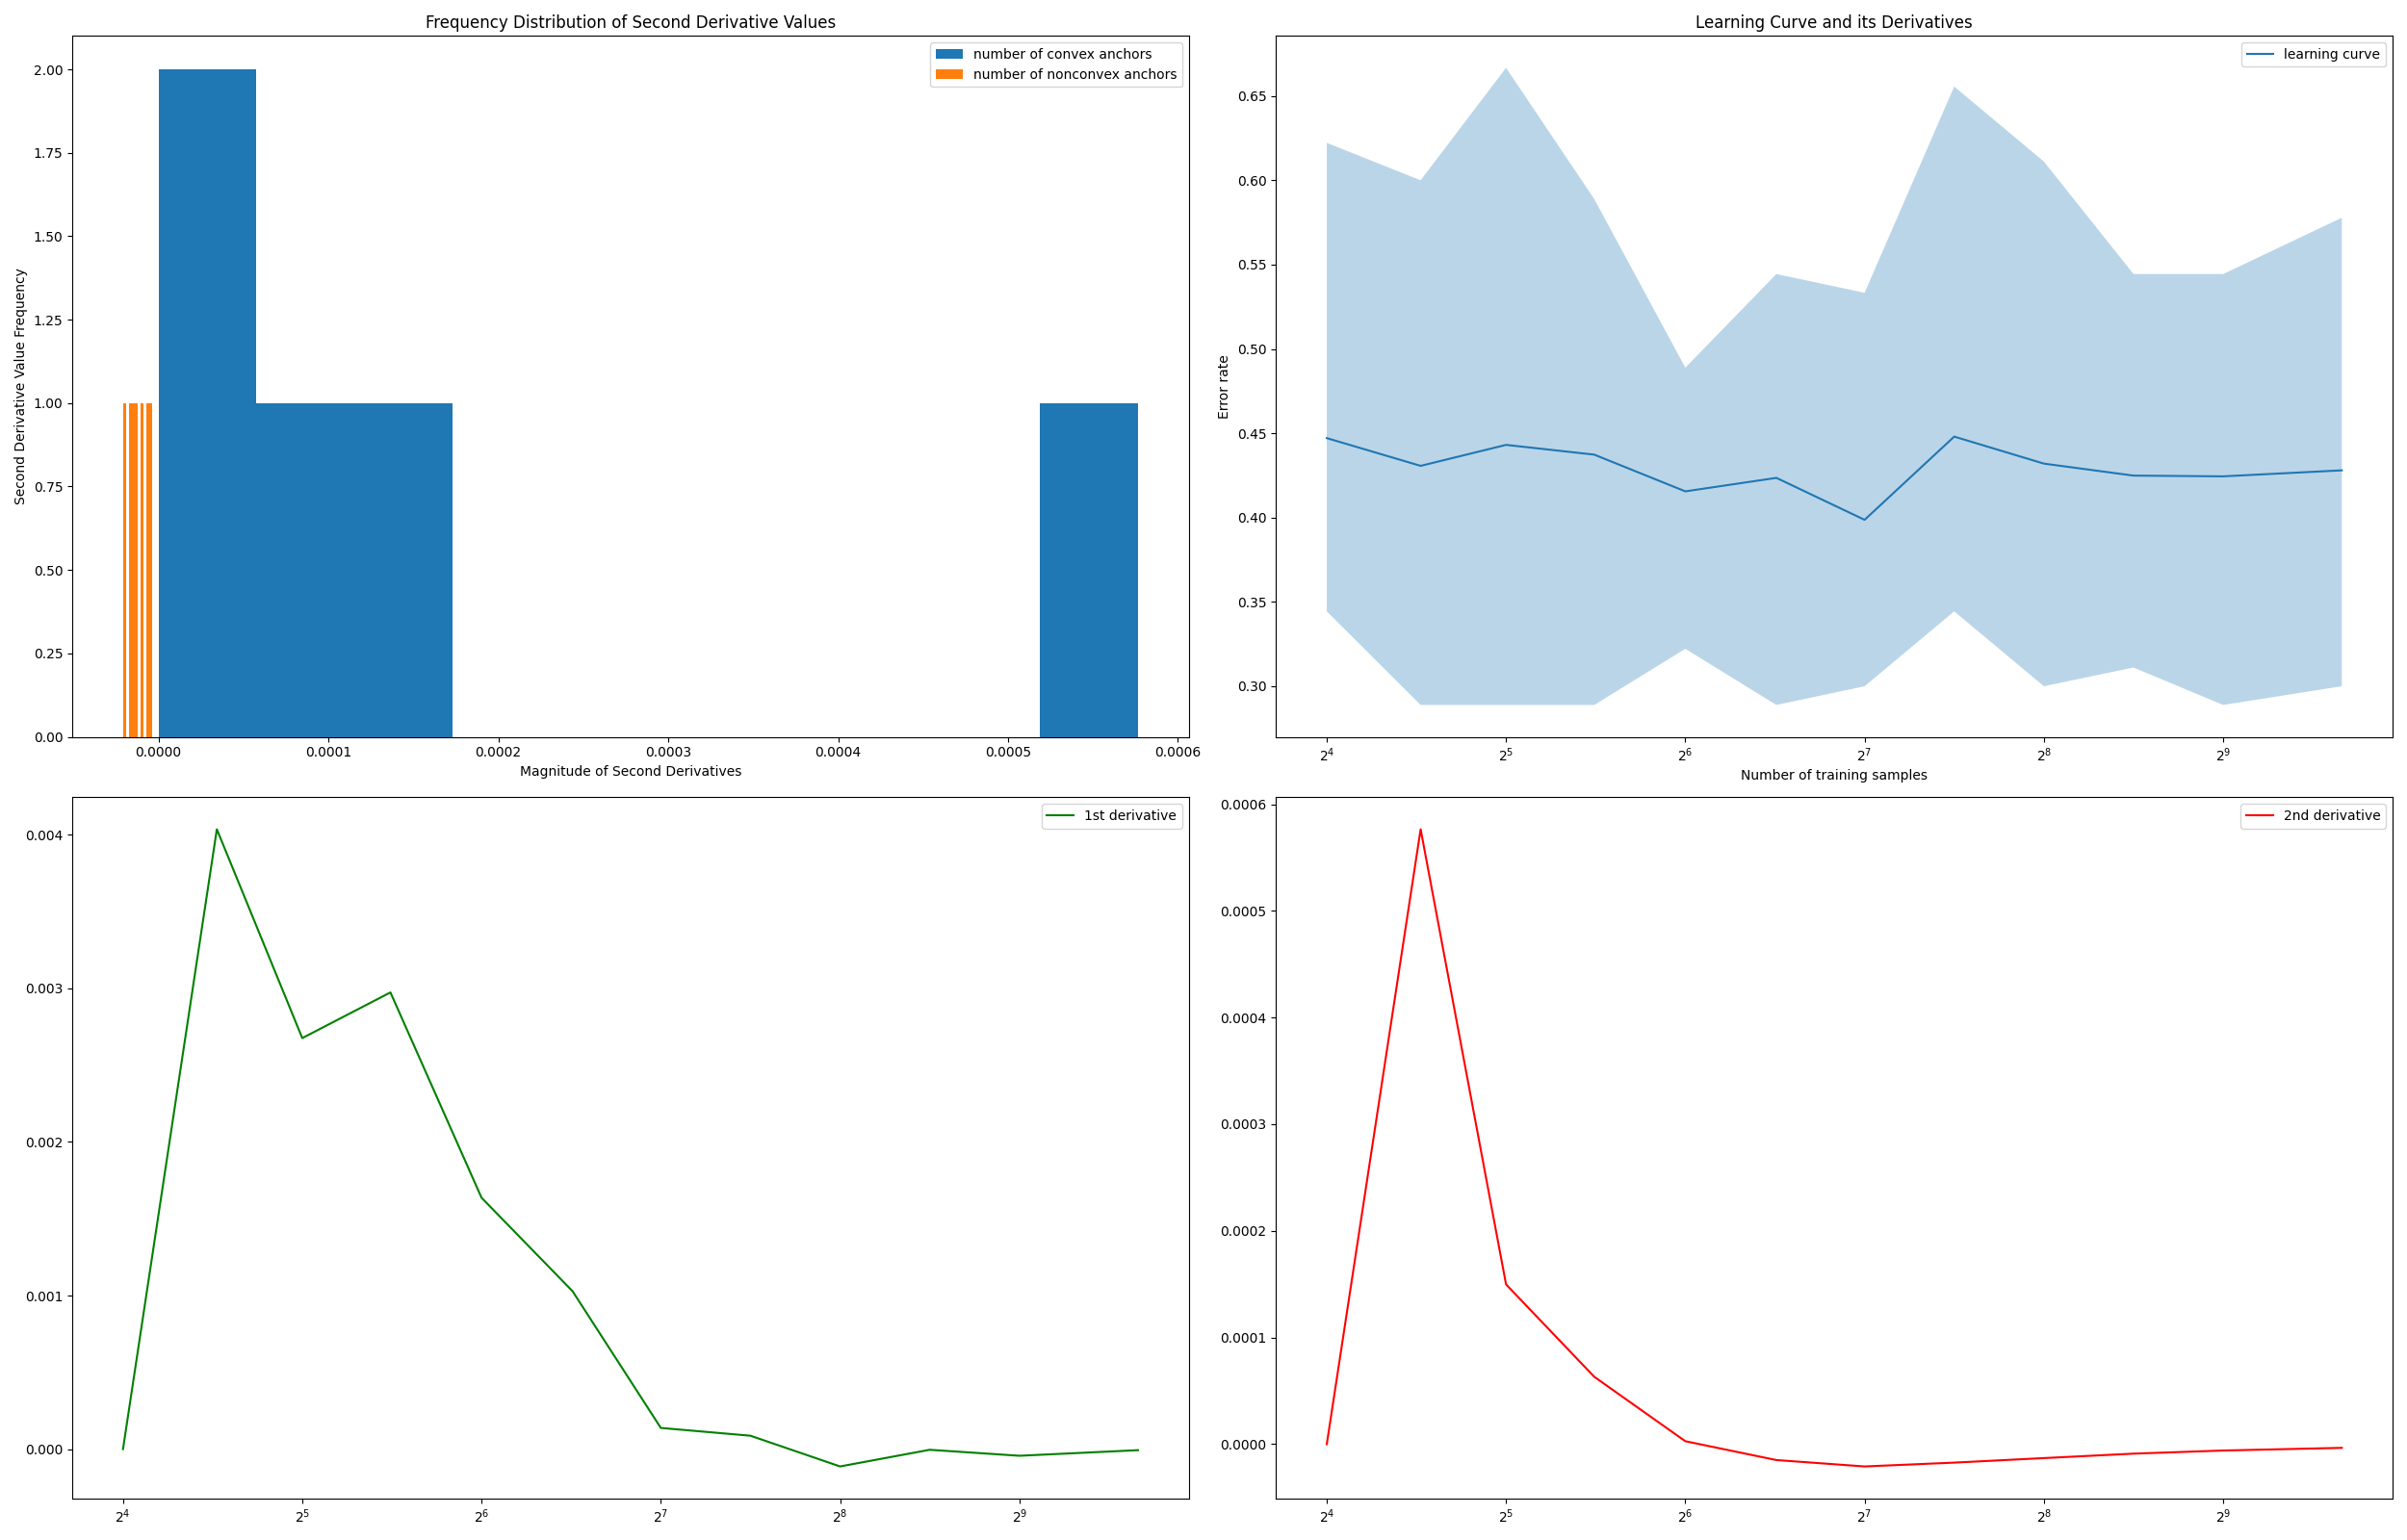 Frequency Distribution of Second Derivative Values
number of convex anchors
number of nonconvex anchors
2.00
1.75
1.50
1.25
1.00
0.75
0.50
0.25
0.00
Second Derivative Value Frequency
0.0000 0.0001 0.0002 0.0003 0.0004 0.0005 0.0006
Magnitude of Second Derivatives
Learning Curve and its Derivatives
learning curve
0.65
0.60
0.55
0.50
0.45
0.40
0.35
0.30
Error rate
2⁴ 2⁵ 2⁶ 2⁷ 2⁸ 2⁹
Number of training samples
1st derivative
0.004
0.003
0.002
0.001
0.000
2⁴ 2⁵ 2⁶ 2⁷ 2⁸ 2⁹
2nd derivative
0.0006
0.0005
0.0004
0.0003
0.0002
0.0001
0.0000
2⁴ 2⁵ 2⁶ 2⁷ 2⁸ 2⁹